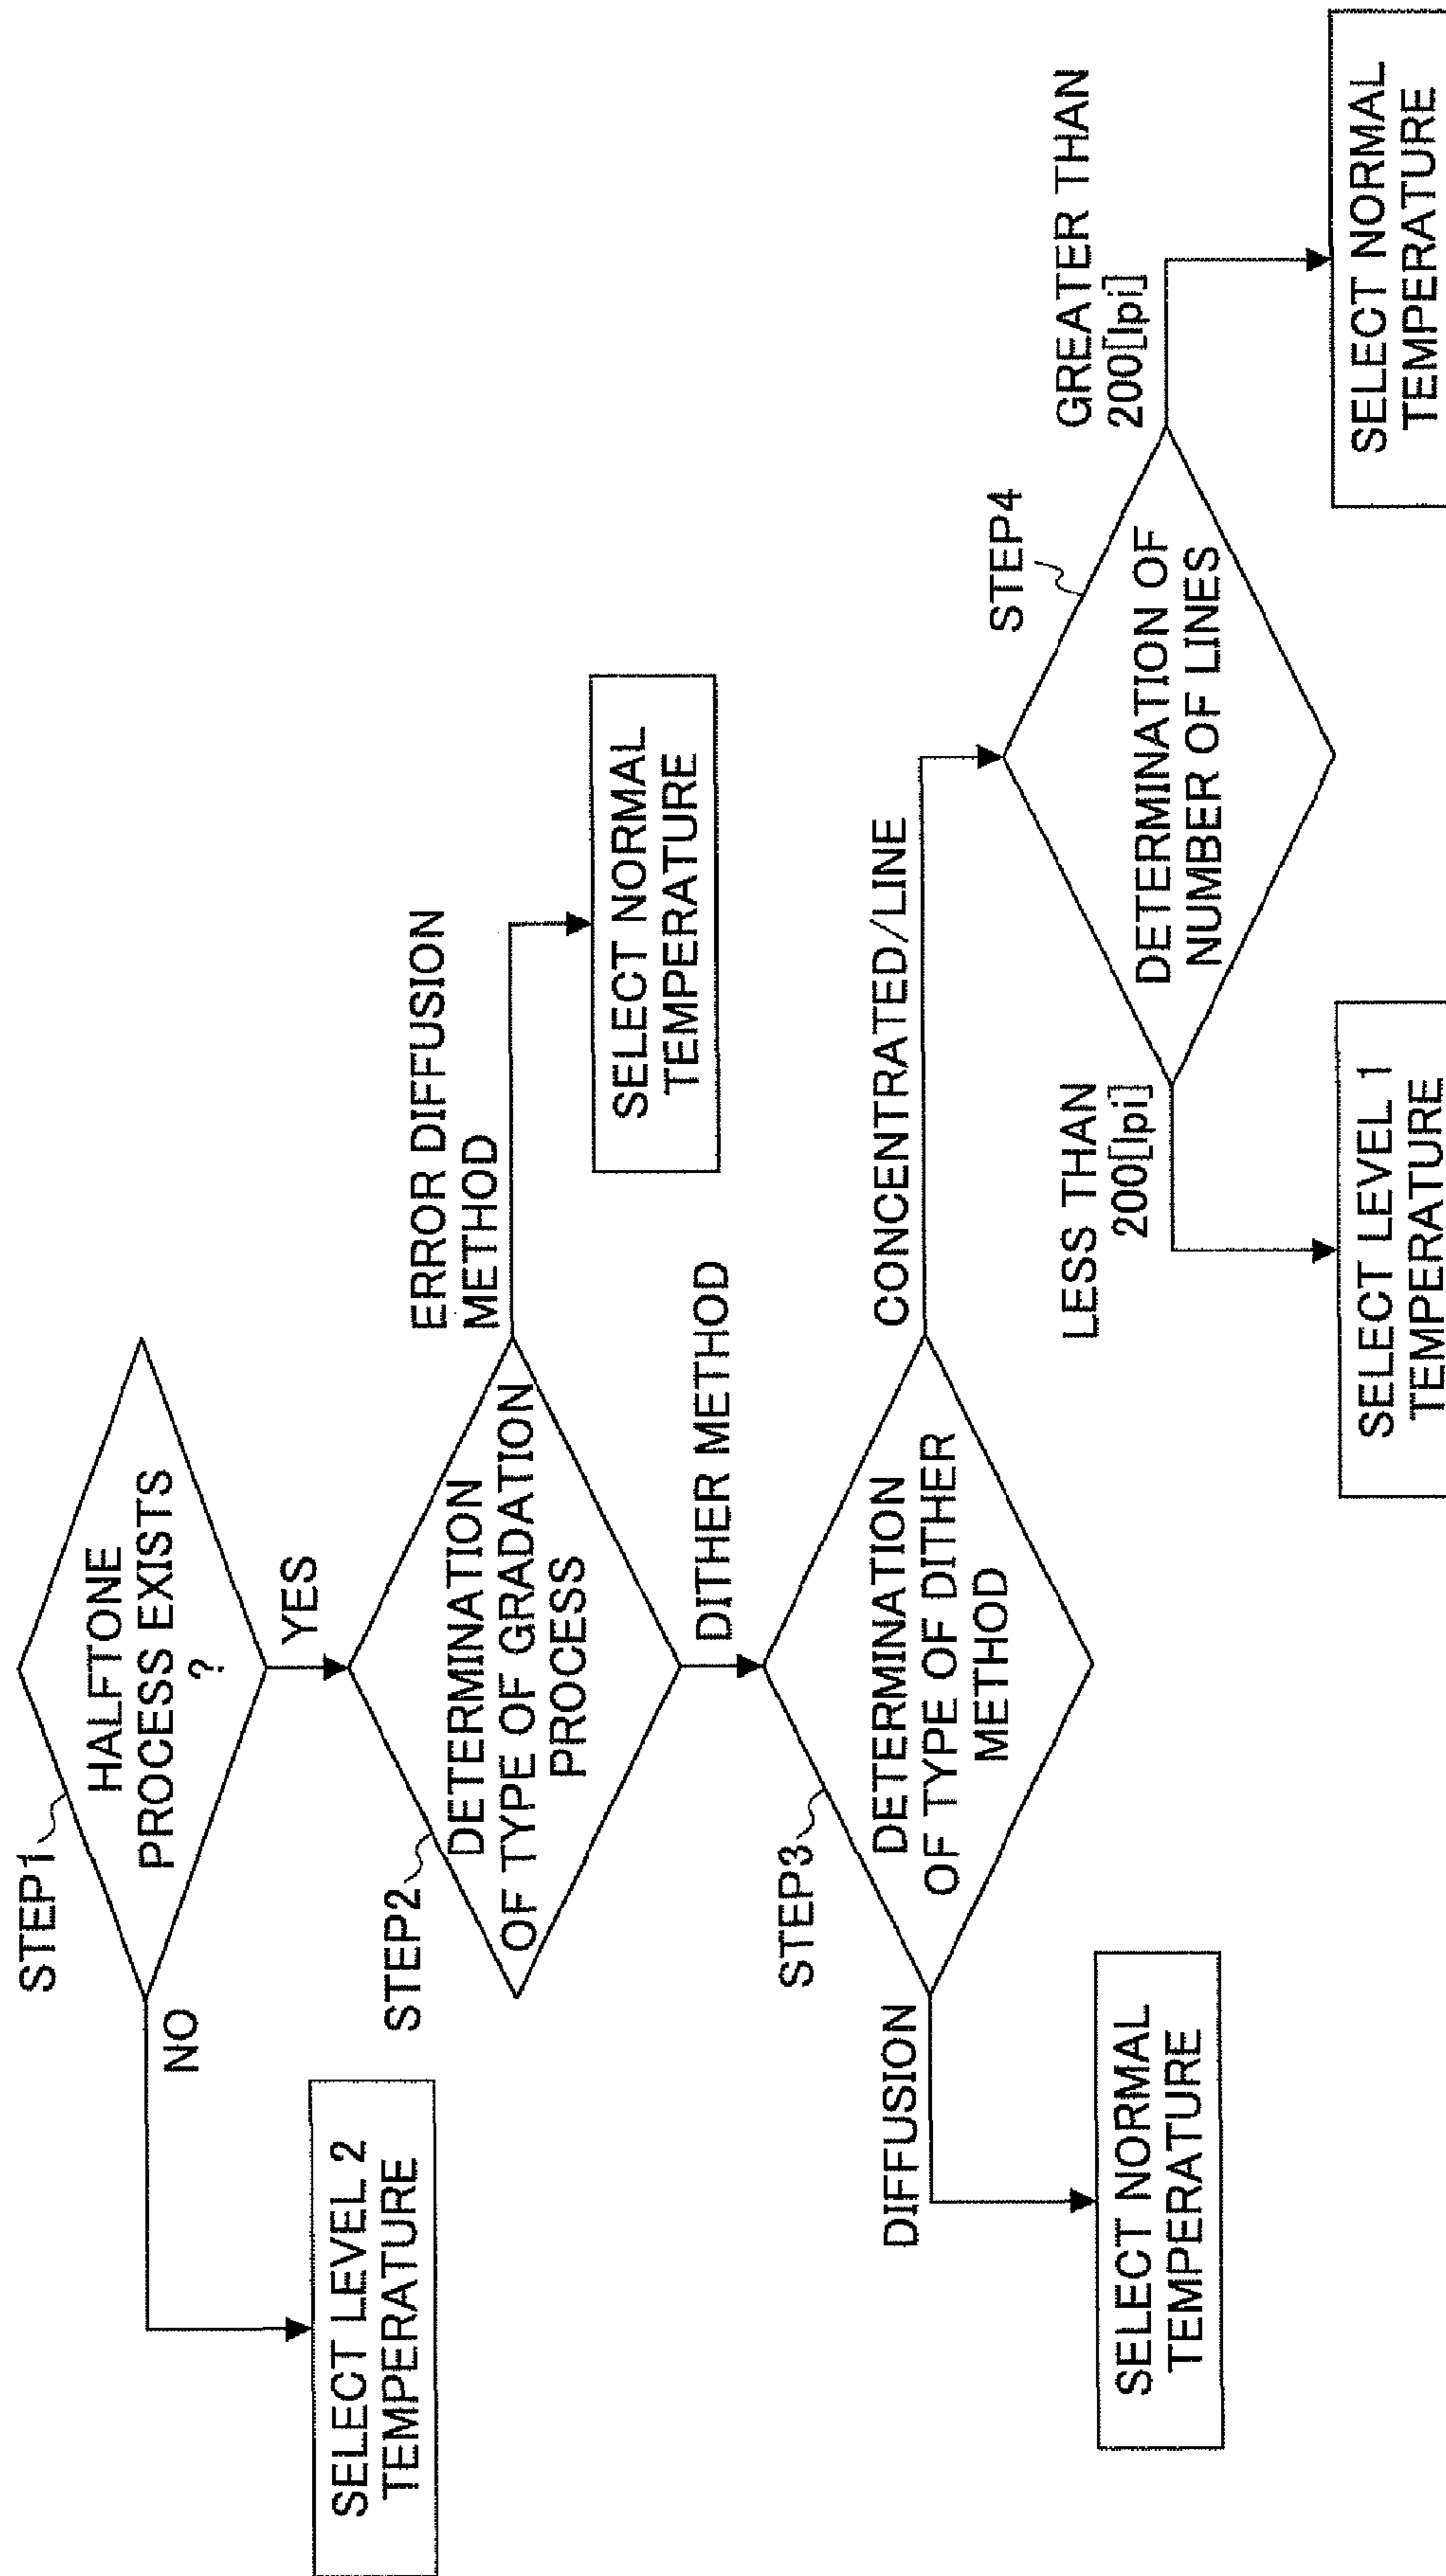 STEP1
HALFTONE
PROCESS EXISTS
?
NO
YES
SELECT LEVEL 2
TEMPERATURE
STEP2
DETERMINATION
OF TYPE OF GRADATION
PROCESS
ERROR DIFFUSION
METHOD
SELECT NORMAL
TEMPERATURE
DITHER METHOD
STEP3
DETERMINATION
OF TYPE OF DITHER
METHOD
DIFFUSION
SELECT NORMAL
TEMPERATURE
CONCENTRATED/LINE
STEP4
DETERMINATION OF
NUMBER OF LINES
LESS THAN
200[lpi]
SELECT LEVEL 1
TEMPERATURE
GREATER THAN
200[lpi]
SELECT NORMAL
TEMPERATURE